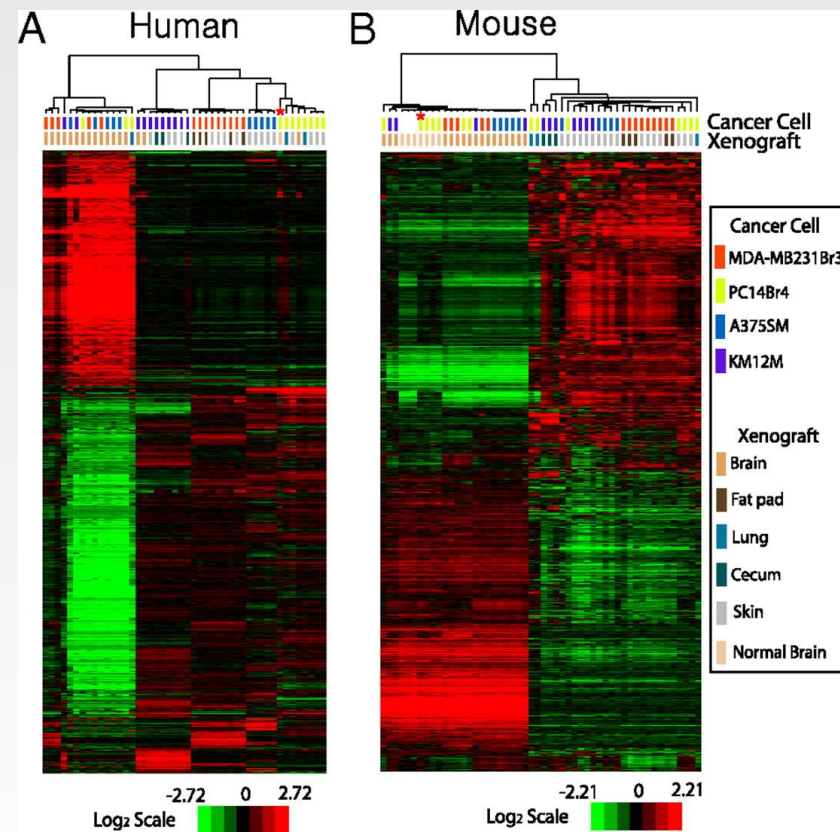 A
Human
B
Mouse
*
*
Cancer Cell
Xenograft
Cancer Cell
MDA-MB231Br3
PC14Br4
A375SM
KM12M
Xenograft
Brain
Fat pad
Lung
Cecum
Skin
Normal Brain
-2.72 0 2.72
Log2 Scale
-2.21 0 2.21
Log2 Scale